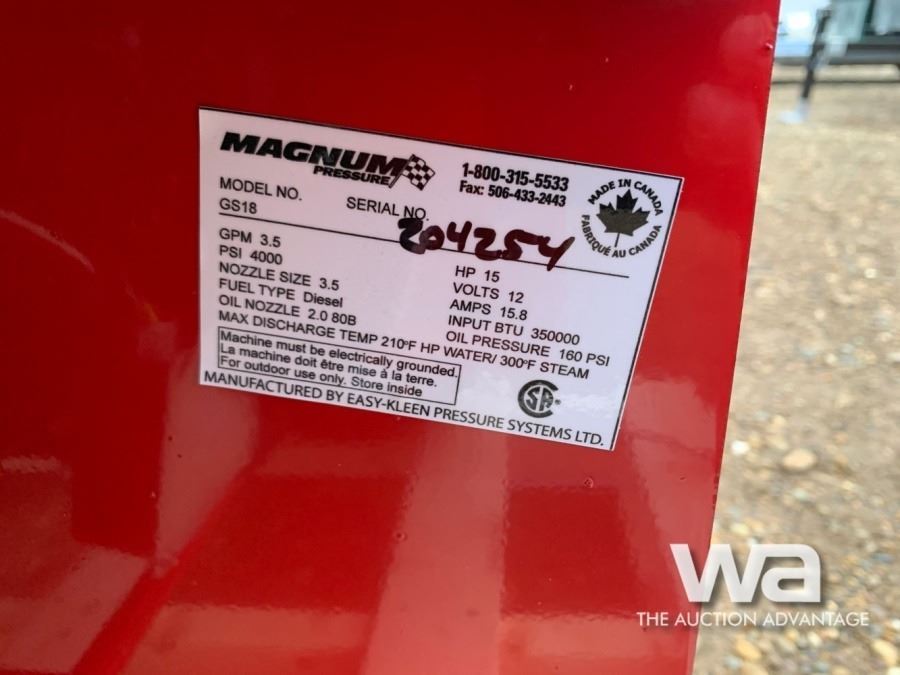 MAGNUM
PRESSURE
1-800-315-5533
Fax: 506-433-2443
MADE IN CANADA
FABRIQUÉ AU CANADA
MODEL NO.
GS18
SERIAL NO.
204254
GPM 3.5
PSI 4000
NOZZLE SIZE 3.5
FUEL TYPE Diesel
OIL NOZZLE 2.0 80B
HP 15
VOLTS 12
AMPS 15.8
INPUT BTU 350000
OIL PRESSURE 160 PSI
MAX DISCHARGE TEMP 210°F HP WATER/ 300°F STEAM
Machine must be electrically grounded.
La machine doit être mise à la terre.
For outdoor use only. Store inside
MANUFACTURED BY EASY-KLEEN PRESSURE SYSTEMS LTD.
wa
THE AUCTION ADVANTAGE